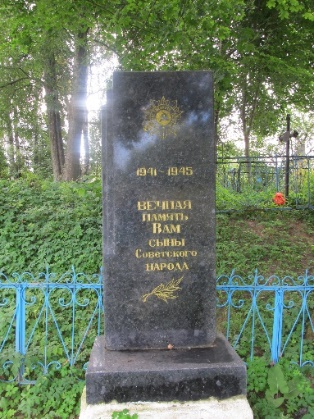 1941-1945
ВЕЧНАЯ
ПАМЯТЬ
ВАМ
СЫНЫ
СОВЕТСКОГО
НАРОДА